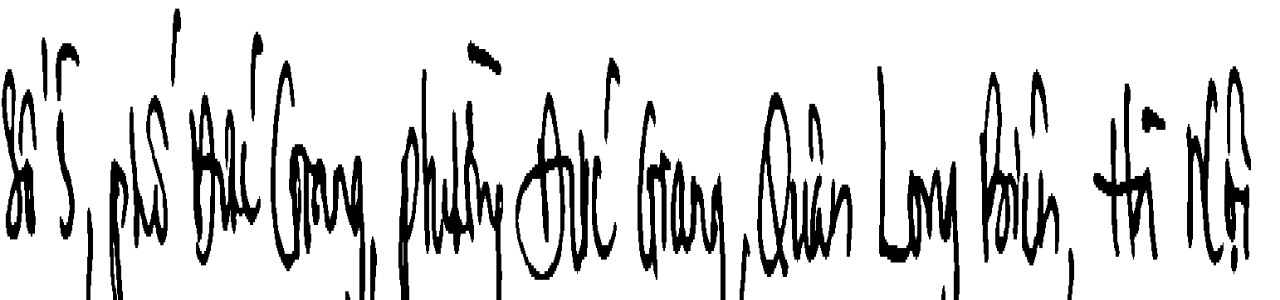 Số 5, phố Đức Giang, phường Đức Giang, Quận Long Biên, Hà Nội